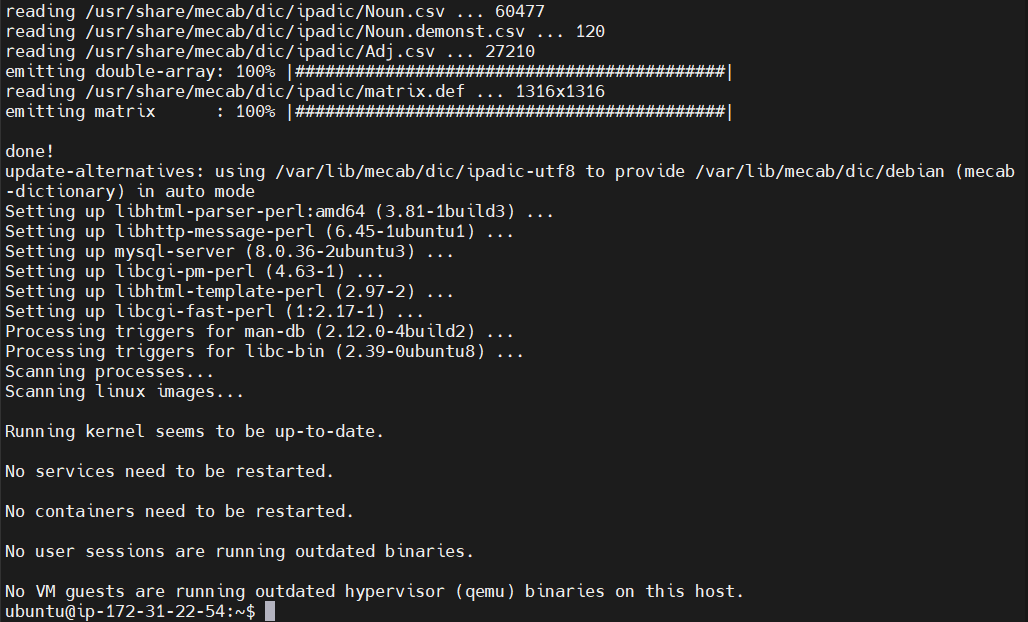 reading /usr/share/mecab/dic/ipadic/Noun.csv ... 60477
reading /usr/share/mecab/dic/ipadic/Noun.demonst.csv ... 120
reading /usr/share/mecab/dic/ipadic/Adj.csv ... 27210
emitting double-array: 100% |###########################################|
reading /usr/share/mecab/dic/ipadic/matrix.def ... 1316x1316
emitting matrix      : 100% |###########################################|

done!
update-alternatives: using /var/lib/mecab/dic/ipadic-utf8 to provide /var/lib/mecab/dic/debian (mecab
-dictionary) in auto mode
Setting up libhtml-parser-perl:amd64 (3.81-1build3) ...
Setting up libhttp-message-perl (6.45-1ubuntu1) ...
Setting up mysql-server (8.0.36-2ubuntu3) ...
Setting up libcgi-pm-perl (4.63-1) ...
Setting up libhtml-template-perl (2.97-2) ...
Setting up libcgi-fast-perl (1:2.17-1) ...
Processing triggers for man-db (2.12.0-4build2) ...
Processing triggers for libc-bin (2.39-0ubuntu8) ...
Scanning processes...
Scanning linux images...

Running kernel seems to be up-to-date.

No services need to be restarted.

No containers need to be restarted.

No user sessions are running outdated binaries.

No VM guests are running outdated hypervisor (qemu) binaries on this host.
ubuntu@ip-172-31-22-54:~$